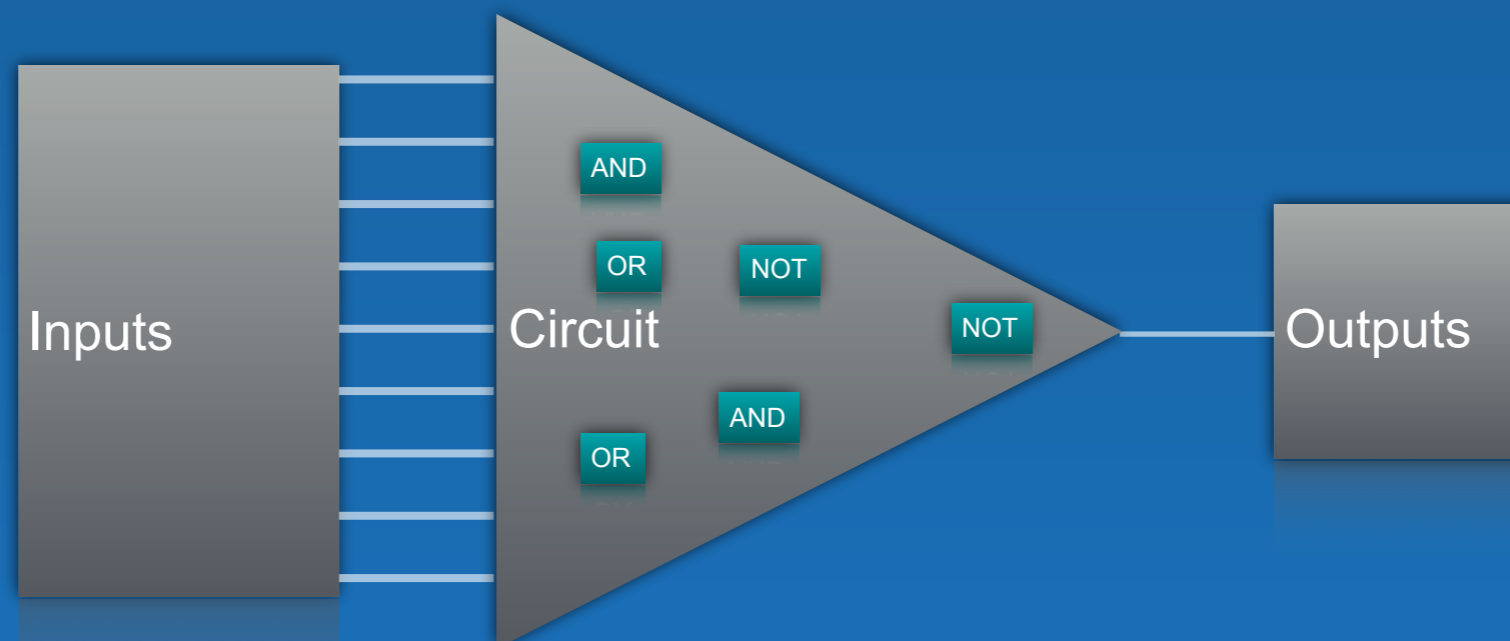 Inputs
Circuit
AND
OR
NOT
NOT
AND
OR
Outputs